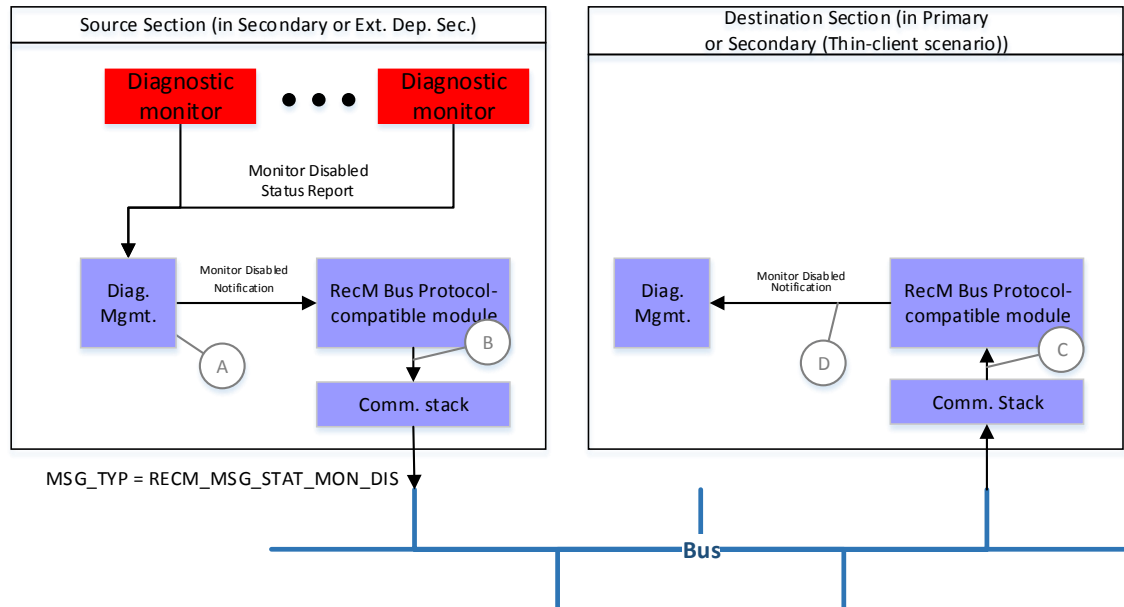 Source Section (in Secondary or Ext. Dep. Sec.)
Destination Section (in Primary
or Secondary (Thin-client scenario))
Diagnostic
monitor
Diagnostic
monitor
Monitor Disabled
Status Report
Diag.
Mgmt.
Monitor Disabled
Notification
RecM Bus Protocol-
compatible module
A
B
Comm. stack
Diag.
Mgmt.
Monitor Disabled
Notification
RecM Bus Protocol-
compatible module
D
C
Comm. Stack
MSG_TYP = RECM_MSG_STAT_MON_DIS
Bus